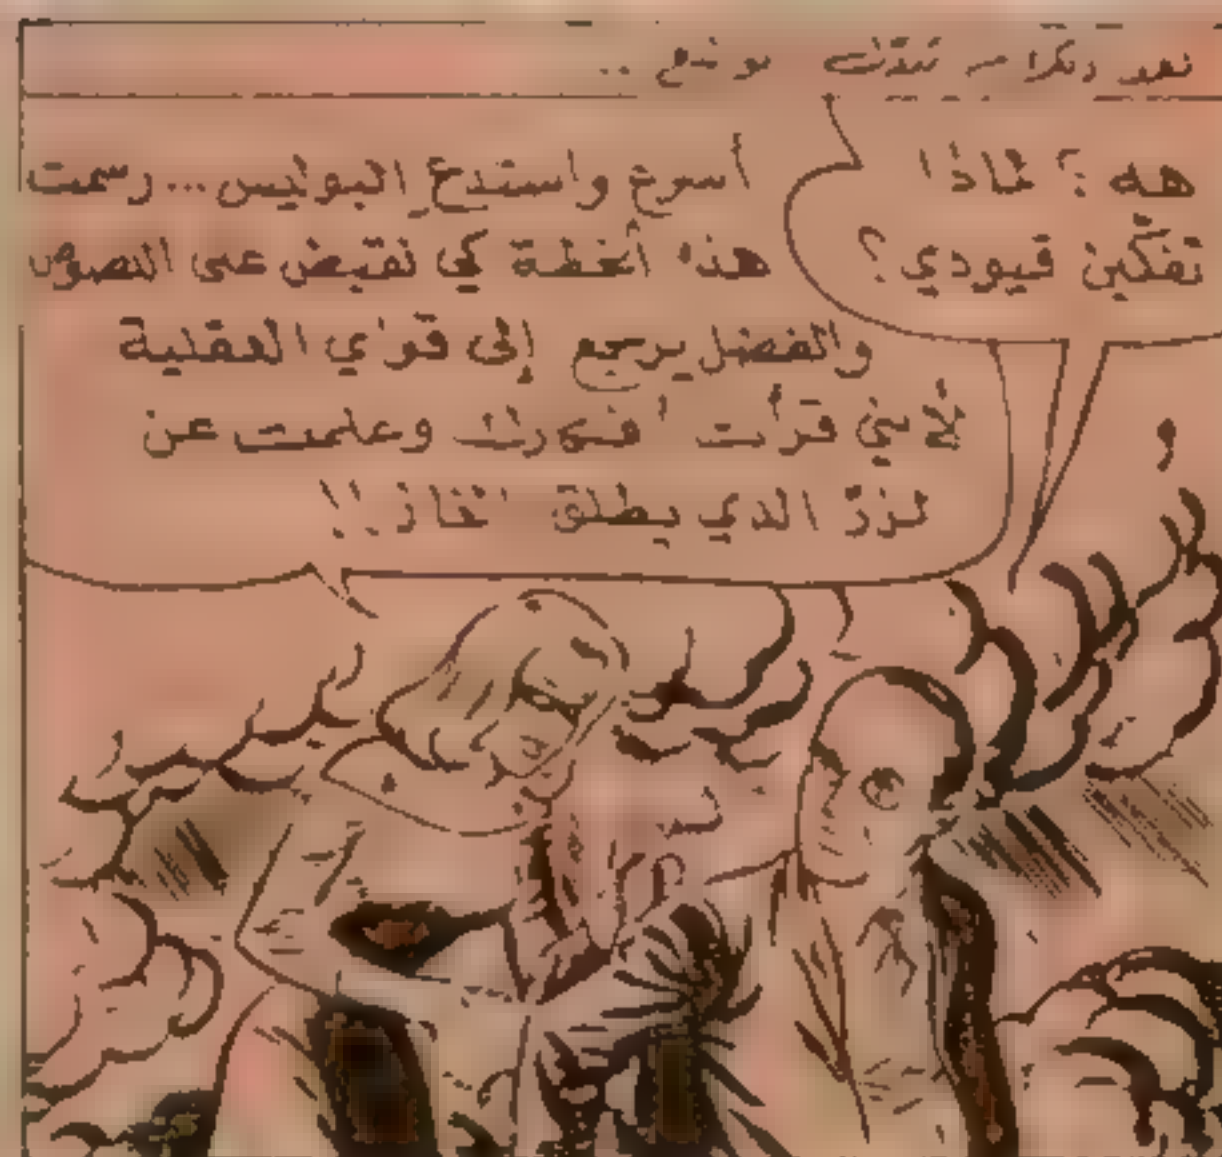 هه؟ لماذا
تفكين قيودي؟
أسرع واستدع البوليس... رسمت
هذه الخطة كي نقبض على اللصوص
والفضل يرجع إلى قواي العقلية
لأنني قرأت أفكارك وعلمت عن
الزر الذي يطلق الغاز!!